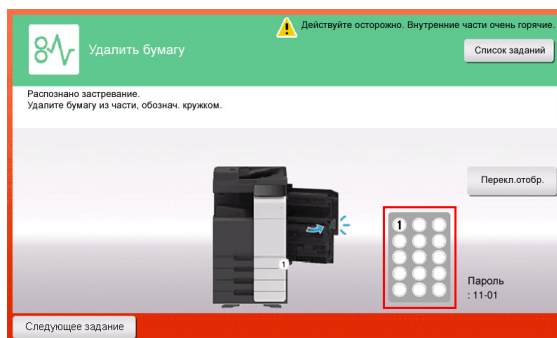 Действуйте осторожно. Внутренние части очень горячие.
Удалить бумагу
Список заданий
Распознано застревание.
Удалите бумагу из части, обознач. кружком.
Перекл.отобр.
1
1
Пароль
: 11-01
Следующее задание